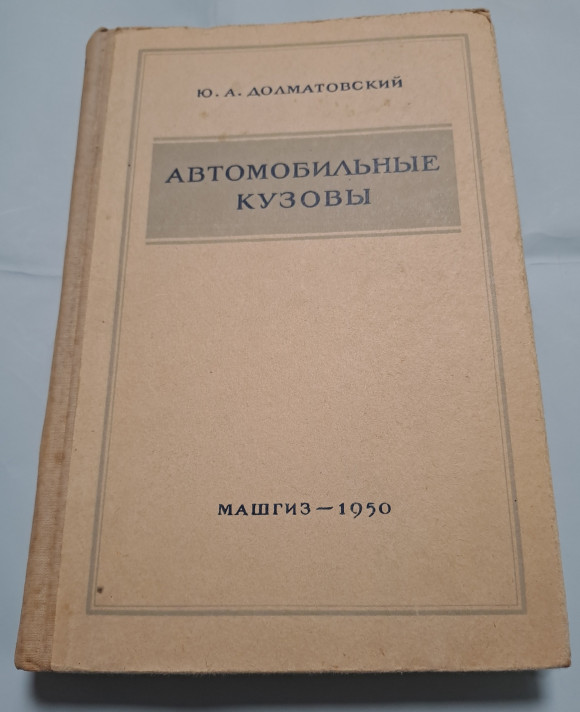 Ю. А. ДОЛМАТОВСКИЙ
АВТОМОБИЛЬНЫЕ
КУЗОВЫ
МАШГИЗ — 1950